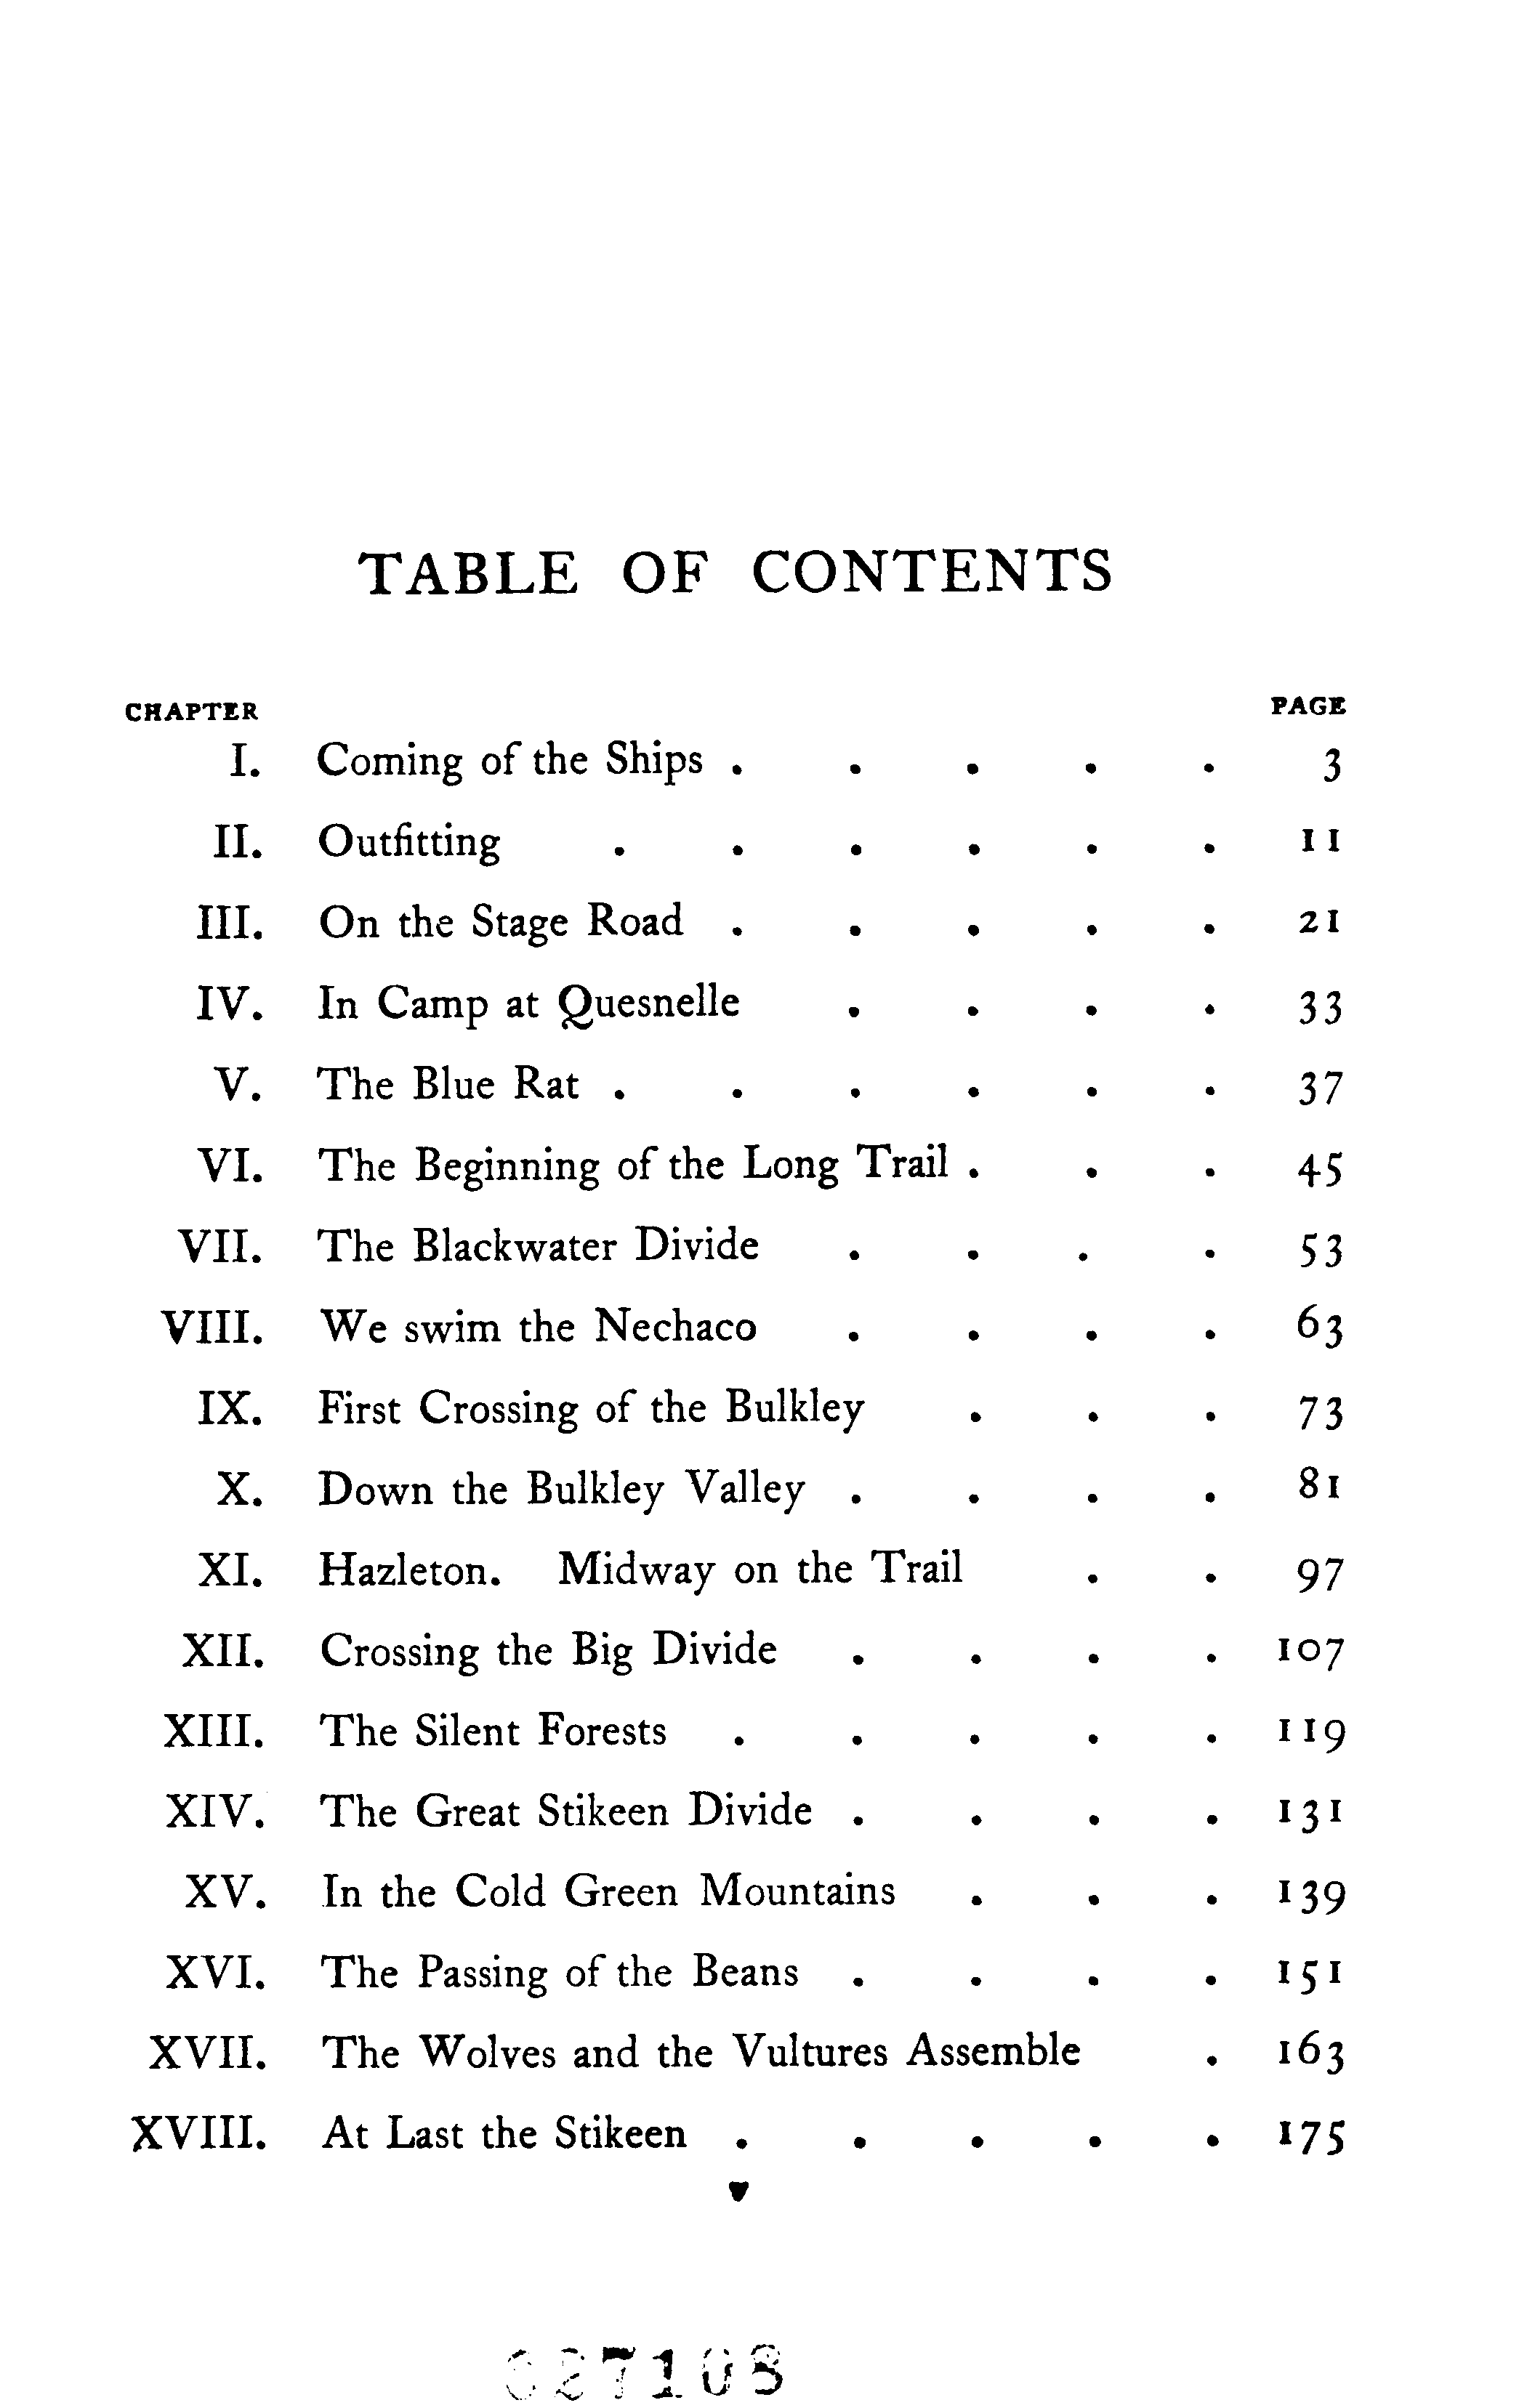 TABLE OF CONTENTS
CHAPTER PAGE
I. Coming of the Ships . . . . . 3
II. Outfitting . . . . . . 11
III. On the Stage Road . . . . . 21
IV. In Camp at Quesnelle . . . . 33
V. The Blue Rat . . . . . . 37
VI. The Beginning of the Long Trail . . . 45
VII. The Blackwater Divide . . . . 53
VIII. We swim the Nechaco . . . . 63
IX. First Crossing of the Bulkley . . . 73
X. Down the Bulkley Valley . . . . 81
XI. Hazleton. Midway on the Trail . . 97
XII. Crossing the Big Divide . . . . 107
XIII. The Silent Forests . . . . . 119
XIV. The Great Stikeen Divide . . . . 131
XV. In the Cold Green Mountains . . . 139
XVI. The Passing of the Beans . . . . 151
XVII. The Wolves and the Vultures Assemble . 163
XVIII. At Last the Stikeen . . . . . 175